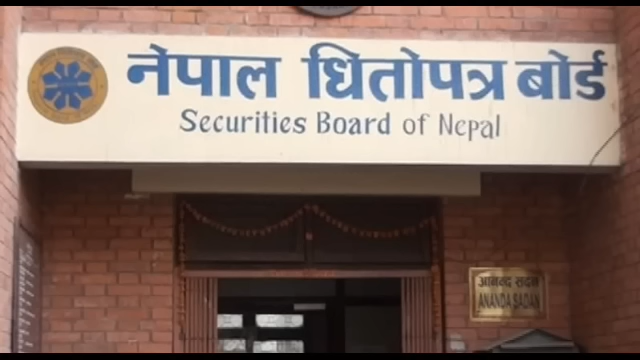 नेपाल धितोपत्र बोर्ड
Securities Board of Nepal
आनन्द सदन
ANANDA SADAN